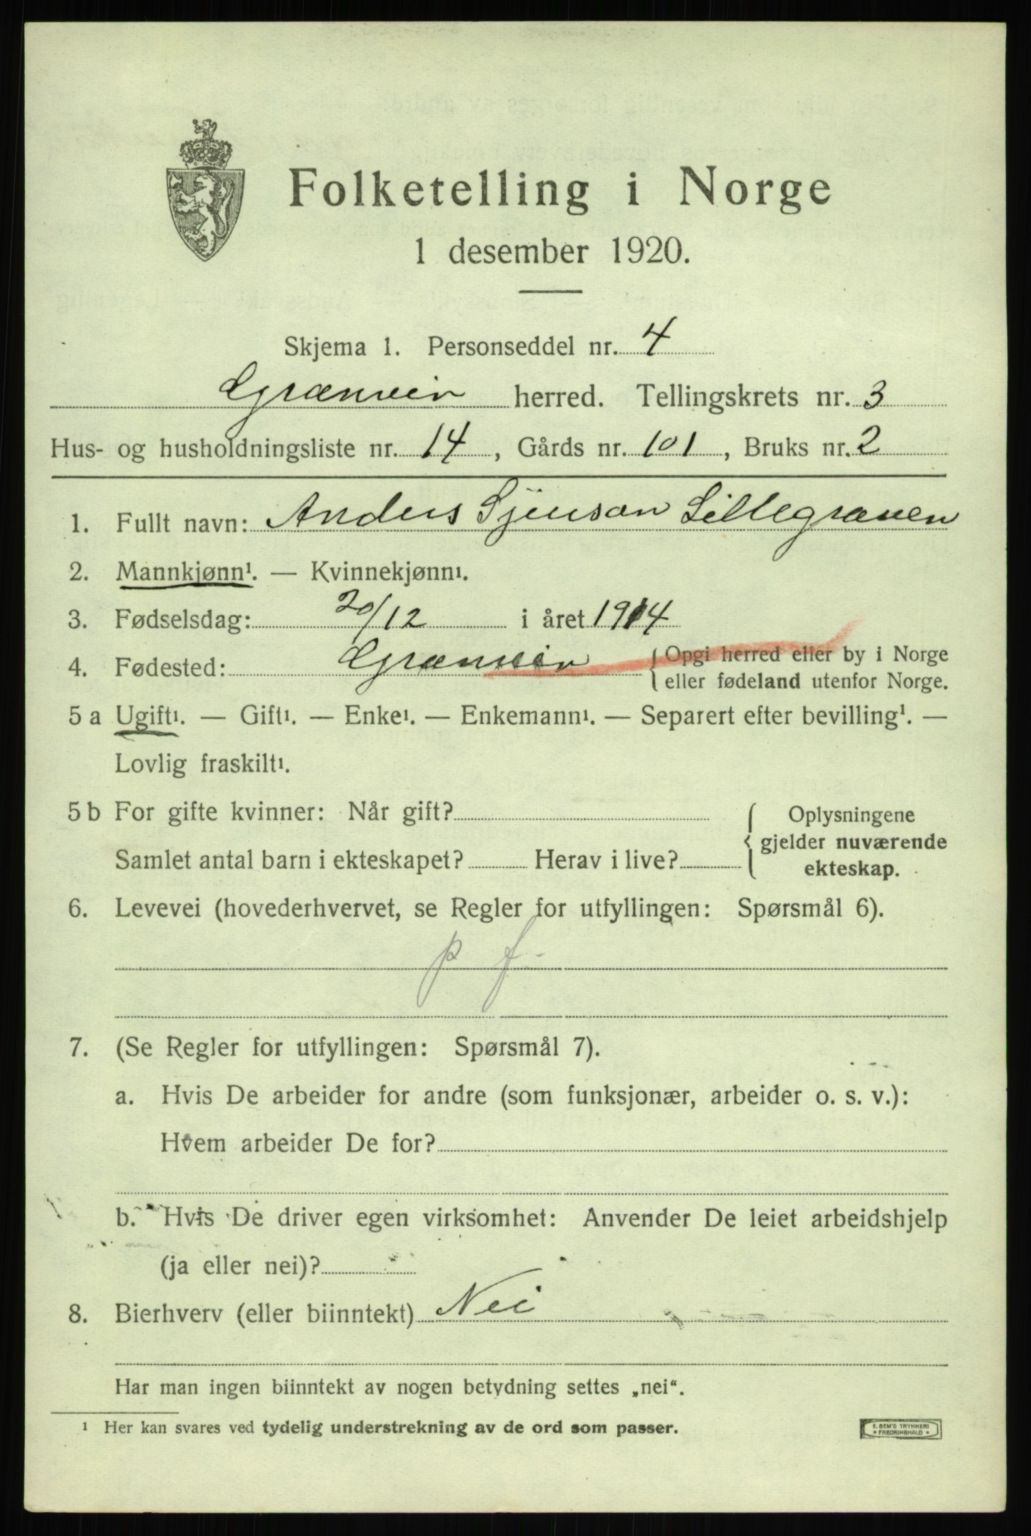 Folketelling i Norge
1 desember 1920.
Skjema 1. Personseddel nr. 4
Granvin herred. Tellingskrets nr. 3
Hus- og husholdningsliste nr. 14, Gårds nr. 101, Bruks nr. 2
1. Fullt navn: Anders Sjurson Lillegraven
2. Mannkjønn¹. — Kvinnekjønn¹.
3. Fødselsdag: 20/12 i året 1914
4. Fødested: Granvin { Opgi herred eller by i Norge
eller fødeland utenfor Norge.
5 a Ugift¹. — Gift¹. — Enke¹. — Enkemann¹. — Separert efter bevilling¹. —
Lovlig fraskilt¹.
5 b For gifte kvinner: Når gift?
Samlet antal barn i ekteskapet? Herav i live?
{ Oplysningene
gjelder nuværende
ekteskap.
6. Levevei (hovederhvervet, se Regler for utfyllingen: Spørsmål 6).
p f.
7. (Se Regler for utfyllingen: Spørsmål 7).
a. Hvis De arbeider for andre (som funksjonær, arbeider o. s. v.):
Hvem arbeider De for?
b. Hvis De driver egen virksomhet: Anvender De leiet arbeidshjelp
(ja eller nei)?
8. Bierhverv (eller biinntekt) Nei
Har man ingen biinntekt av nogen betydning settes „nei“.
¹ Her kan svares ved tydelig understrekning av de ord som passer.